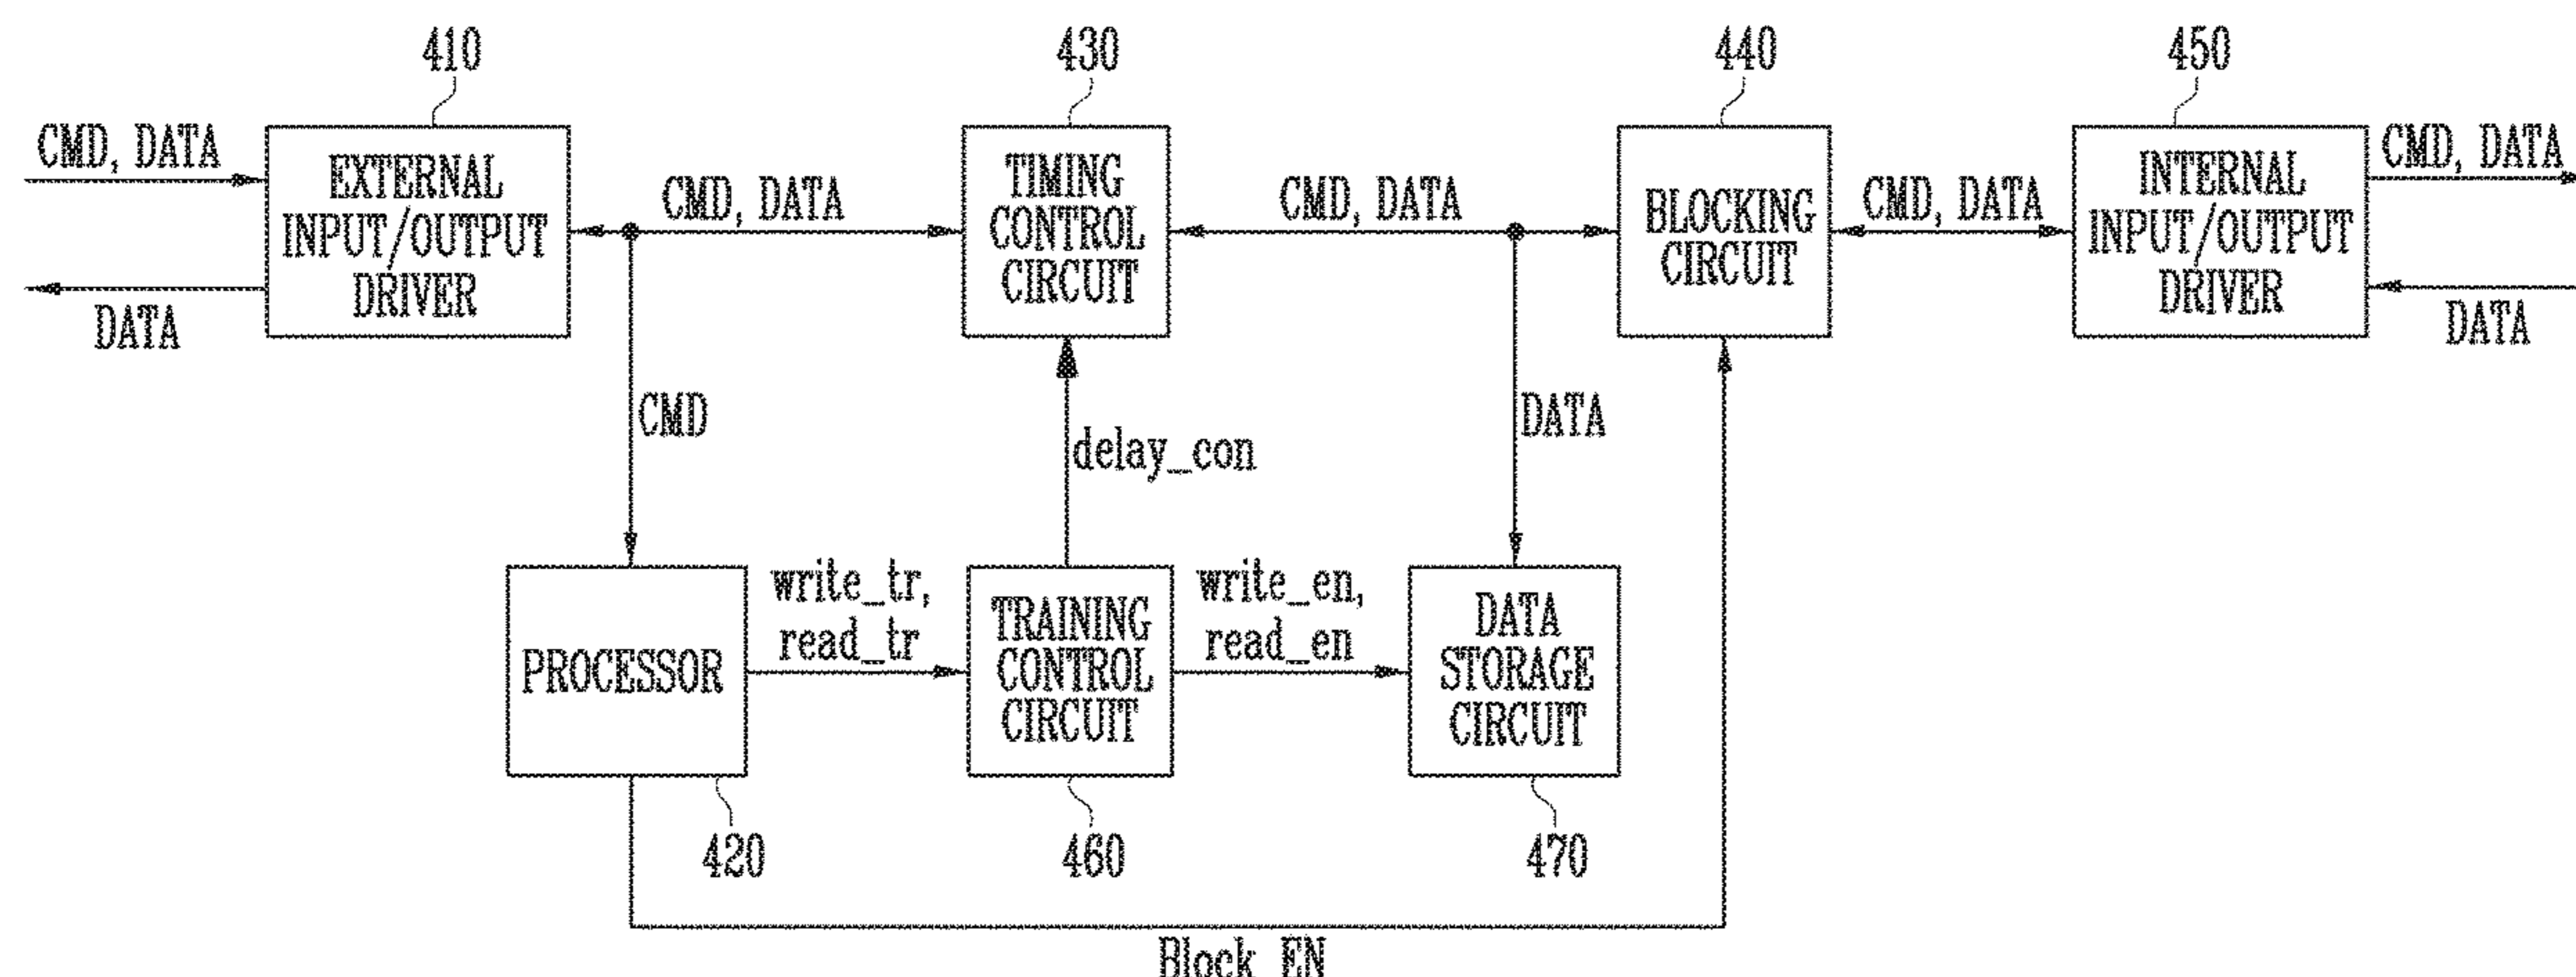 410
430
440
450
CMD, DATA
EXTERNAL
INPUT/OUTPUT
DRIVER
CMD, DATA
TIMING
CONTROL
CIRCUIT
CMD, DATA
BLOCKING
CIRCUIT
CMD, DATA
INTERNAL
INPUT/OUTPUT
DRIVER
CMD, DATA
DATA
DATA
CMD
delay_con
DATA
PROCESSOR
write_tr,
read_tr
TRAINING
CONTROL
CIRCUIT
write_en,
read_en
DATA
STORAGE
CIRCUIT
420
460
470
Block_EN